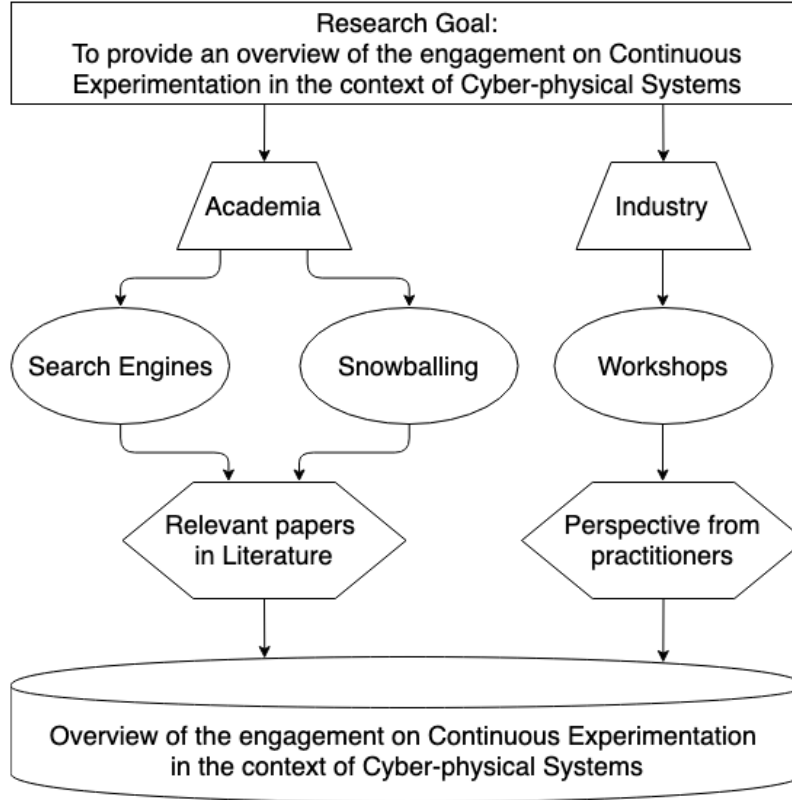 Research Goal:
To provide an overview of the engagement on Continuous
Experimentation in the context of Cyber-physical Systems
Academia
Industry
Search Engines
Snowballing
Workshops
Relevant papers
in Literature
Perspective from
practitioners
Overview of the engagement on Continuous Experimentation
in the context of Cyber-physical Systems